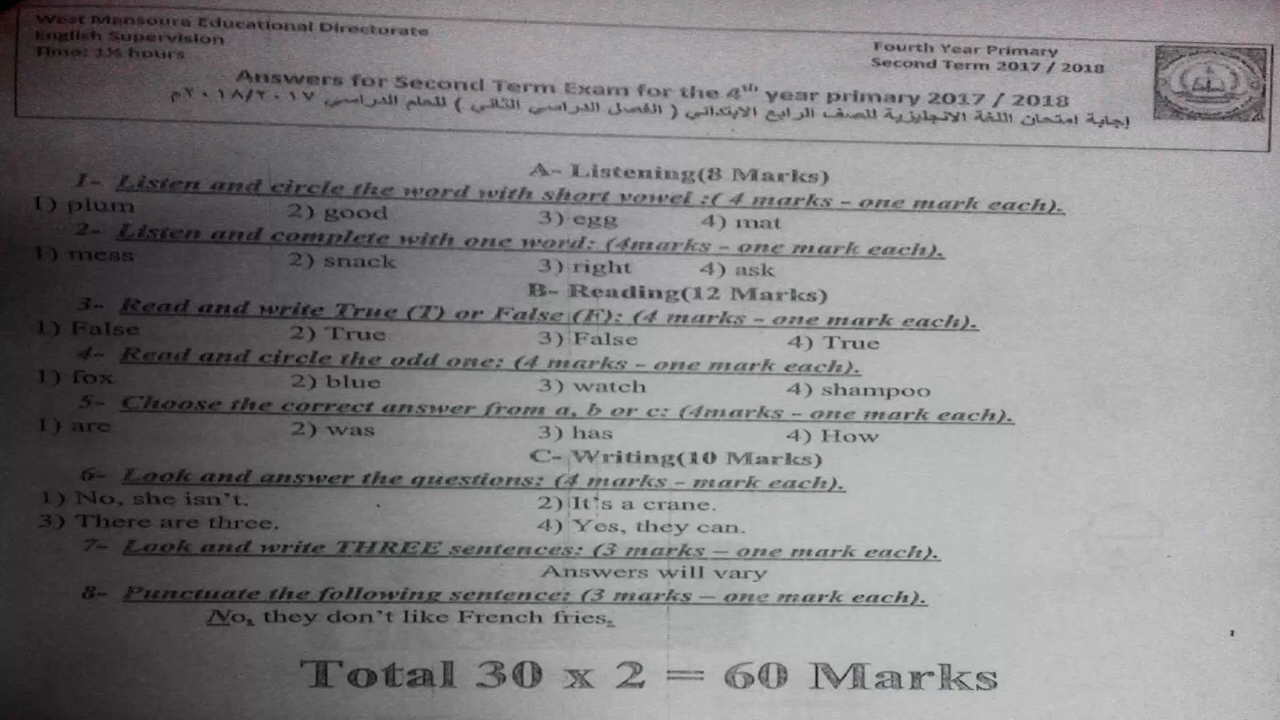 West Mansoura Educational Directorate
English Supervision
Time: 1½ hours
Fourth Year Primary
Second Term 2017 / 2018
Answers for Second Term Exam for the 4th year primary 2017 / 2018
إجابة امتحان اللغة الانجليزية للصف الرابع الابتدائي ( الفصل الدراسي الثاني ) للعام الدراسي ٢٠١٨/٢٠١٧م
A- Listening(8 Marks)
1- Listen and circle the word with short vowel :( 4 marks - one mark each).
1) plum 2) good 3) egg 4) mat
2- Listen and complete with one word: (4marks - one mark each).
1) mess 2) snack 3) right 4) ask
B- Reading(12 Marks)
3- Read and write True (T) or False (F): (4 marks - one mark each).
1) False 2) True 3) False 4) True
4- Read and circle the odd one: (4 marks - one mark each).
1) fox 2) blue 3) watch 4) shampoo
5- Choose the correct answer from a, b or c: (4marks - one mark each).
1) are 2) was 3) has 4) How
C- Writing(10 Marks)
6- Look and answer the questions: (4 marks - mark each).
1) No, she isn't. 2) It's a crane.
3) There are three. 4) Yes, they can.
7- Look and write THREE sentences: (3 marks – one mark each).
Answers will vary
8- Punctuate the following sentence: (3 marks – one mark each).
No, they don't like French fries.
Total 30 x 2 = 60 Marks